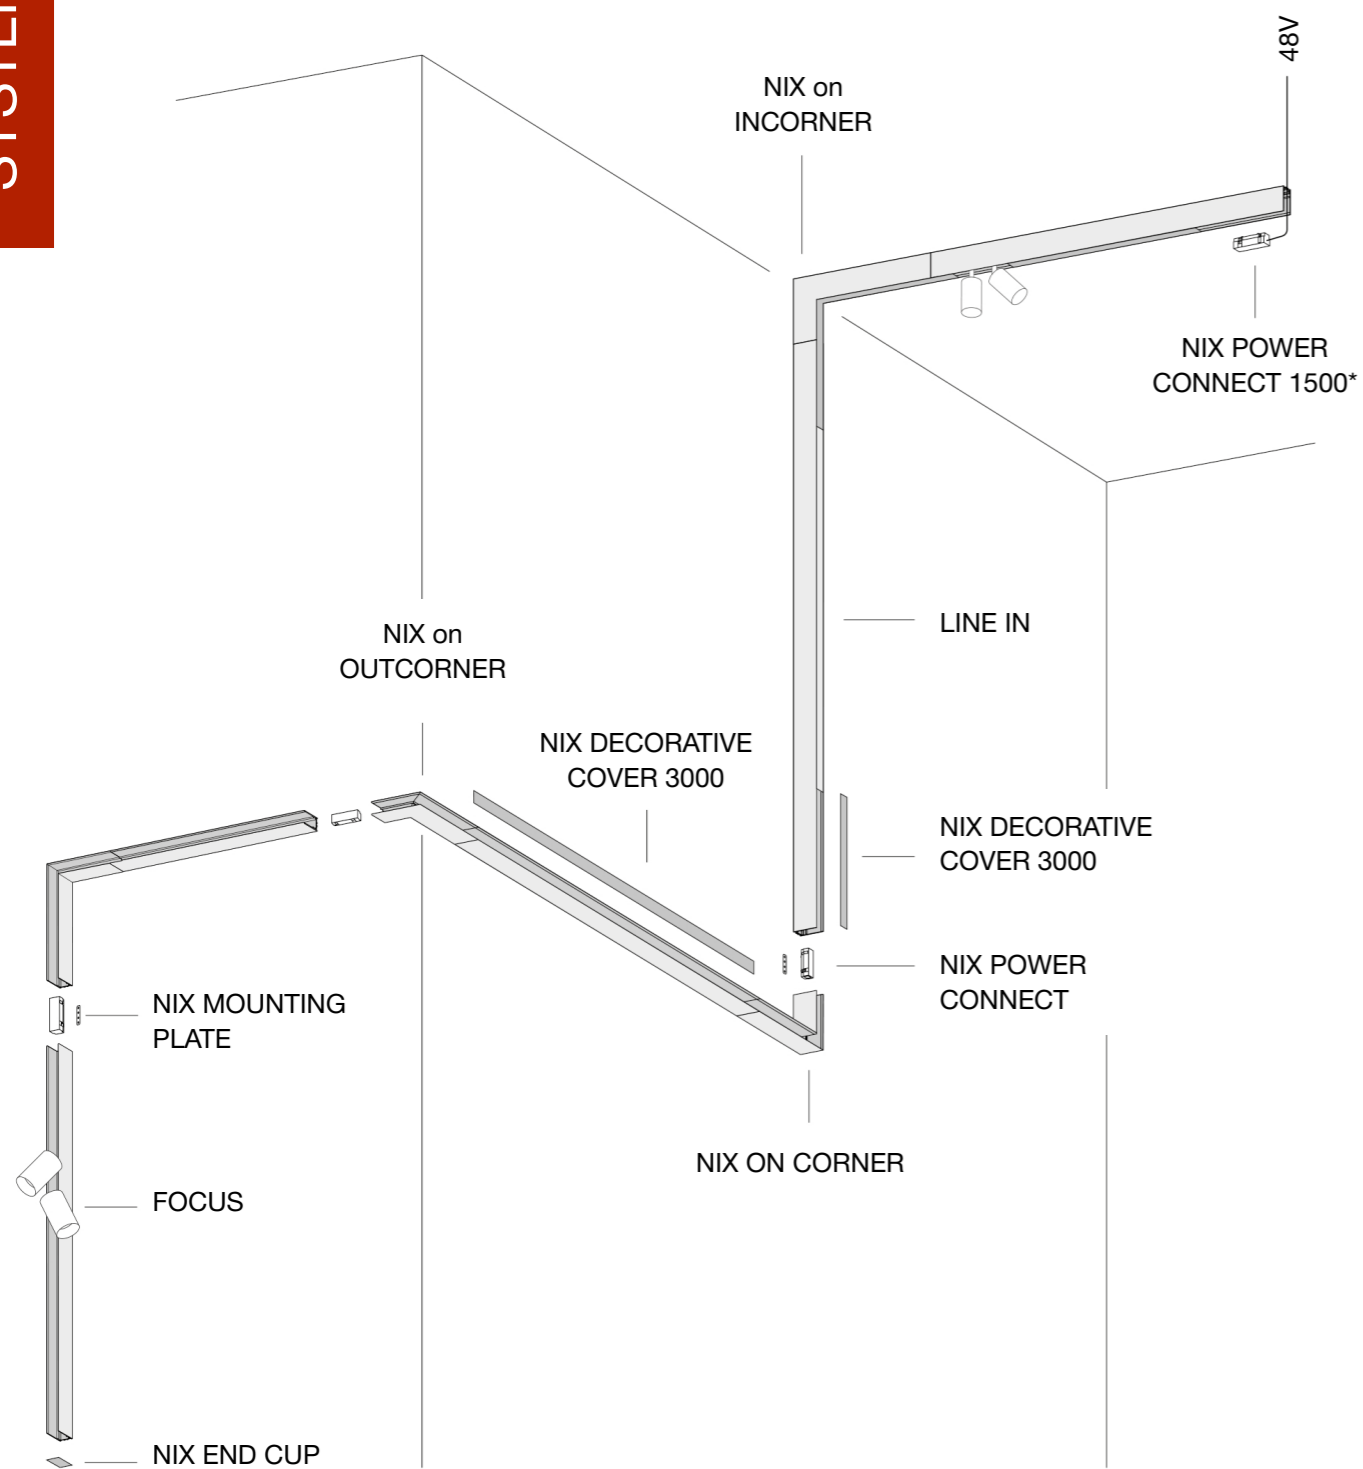 48V
NIX on
INCORNER
NIX POWER
CONNECT 1500*
LINE IN
NIX on
OUTCORNER
NIX DECORATIVE
COVER 3000
NIX DECORATIVE
COVER 3000
NIX POWER
CONNECT
NIX MOUNTING
PLATE
NIX ON CORNER
FOCUS
NIX END CUP